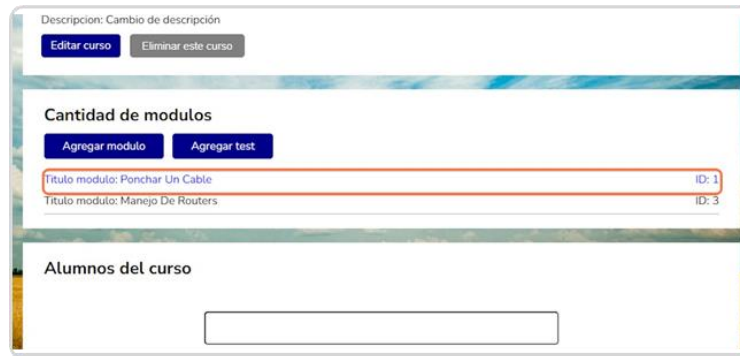 Descripcion: Cambio de descripción
Editar curso Eliminar este curso
Cantidad de modulos
Agregar modulo Agregar test
Titulo modulo: Ponchar Un Cable ID: 1
Titulo modulo: Manejo De Routers ID: 3
Alumnos del curso